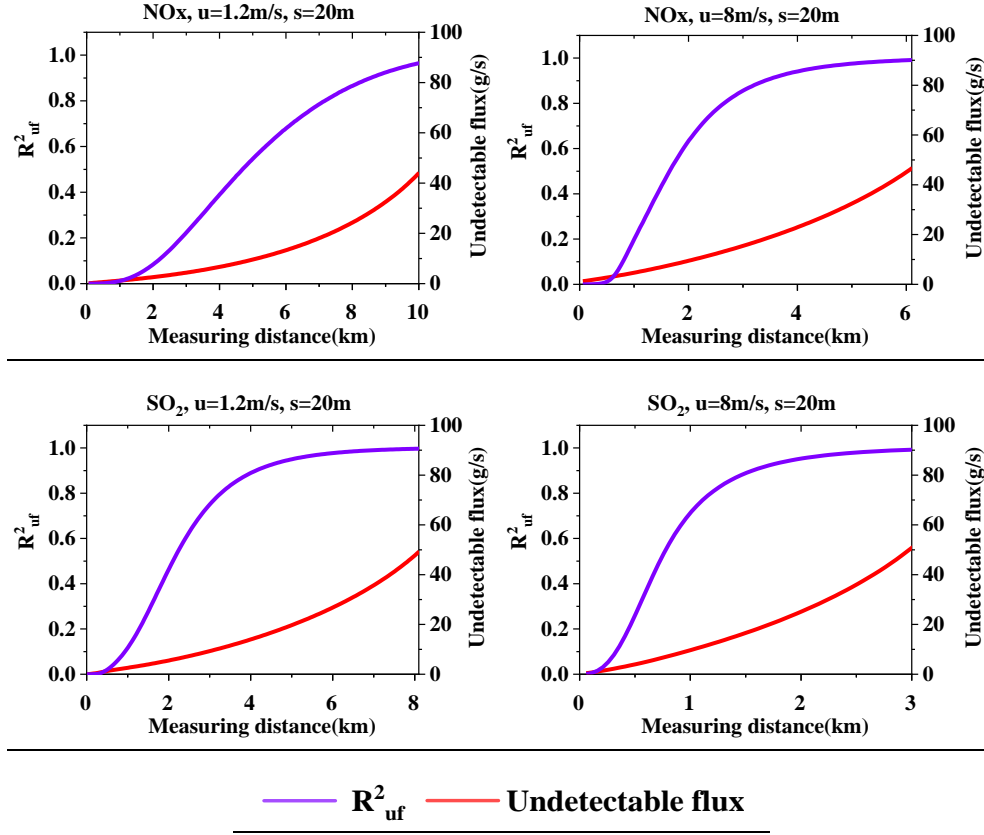 NOx, u=1.2m/s, s=20m
1.0
0.8
0.6
0.4
0.2
0.0
R²uf
100
80
60
40
20
0
Undetectable flux(g/s)
0 2 4 6 8 10
Measuring distance(km)
NOx, u=8m/s, s=20m
1.0
0.8
0.6
0.4
0.2
0.0
R²uf
100
80
60
40
20
0
Undetectable flux(g/s)
0 2 4 6
Measuring distance(km)
SO₂, u=1.2m/s, s=20m
1.0
0.8
0.6
0.4
0.2
0.0
R²uf
100
80
60
40
20
0
Undetectable flux(g/s)
0 2 4 6 8
Measuring distance(km)
SO₂, u=8m/s, s=20m
1.0
0.8
0.6
0.4
0.2
0.0
R²uf
100
80
60
40
20
0
Undetectable flux(g/s)
0 1 2 3
Measuring distance(km)
R²uf Undetectable flux